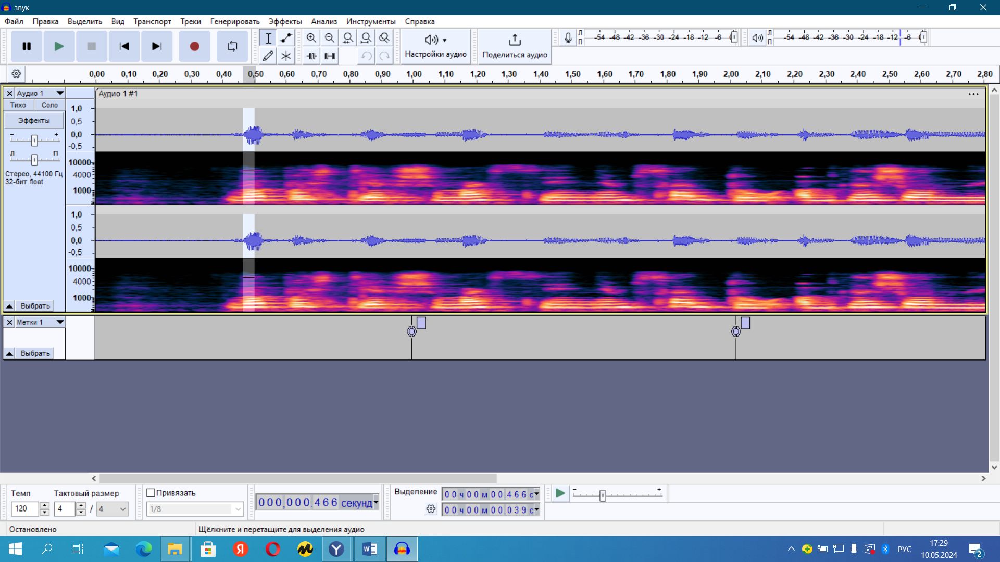 звук
Файл Правка Выделить Вид Транспорт Треки Генерировать Эффекты Анализ Инструменты Справка
Настройки аудио
Поделиться аудио
Л
П
-54 -48 -42 -36 -30 -24 -18 -12 -6 0
Л
П
-54 -48 -42 -36 -30 -24 -18 -12 -6 0
0,00 0,10 0,20 0,30 0,40 0,50 0,60 0,70 0,80 0,90 1,00 1,10 1,20 1,30 1,40 1,50 1,60 1,70 1,80 1,90 2,00 2,10 2,20 2,30 2,40 2,50 2,60 2,70 2,80
Аудио 1
Аудио 1 #1
Тихо Соло
Эффекты
- +
Л П
Стерео, 44100 Гц
32-бит float
Выбрать
1,0
0,5
0,0
-0,5
10000
4000
1000
1,0
0,5
0,0
-0,5
10000
4000
1000
Метки 1
Выбрать
Темп
120
Тактовый размер
4 / 4
Привязать
1/8
000,000.466 секунд
Выделение
00 ч 00 м 00.466 с
00 ч 00 м 00.039 с
- +
Остановлено
Щёлкните и перетащите для выделения аудио
Я
Y
W
РУС
17:29
10.05.2024
2